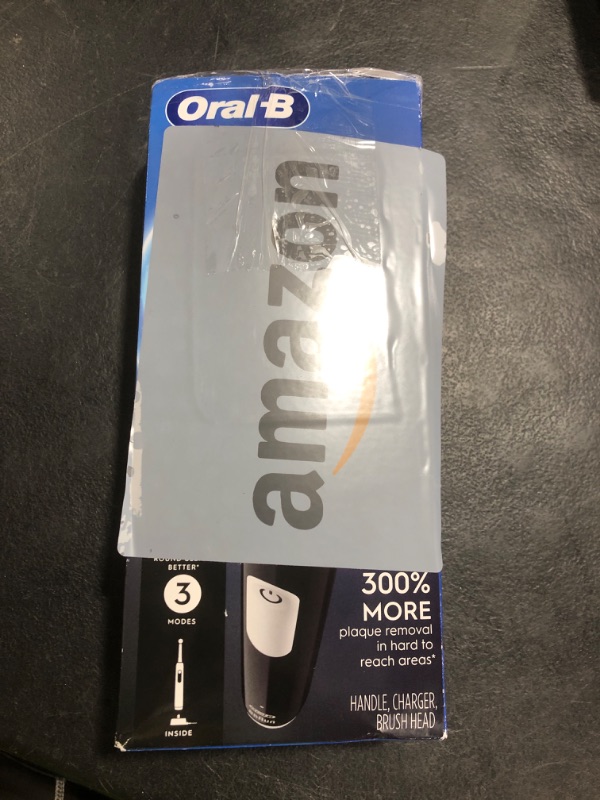 Oral-B
amazon
BETTER*
3
MODES
INSIDE
300%
MORE
plaque removal
in hard to
reach areas*
HANDLE, CHARGER,
BRUSH HEAD